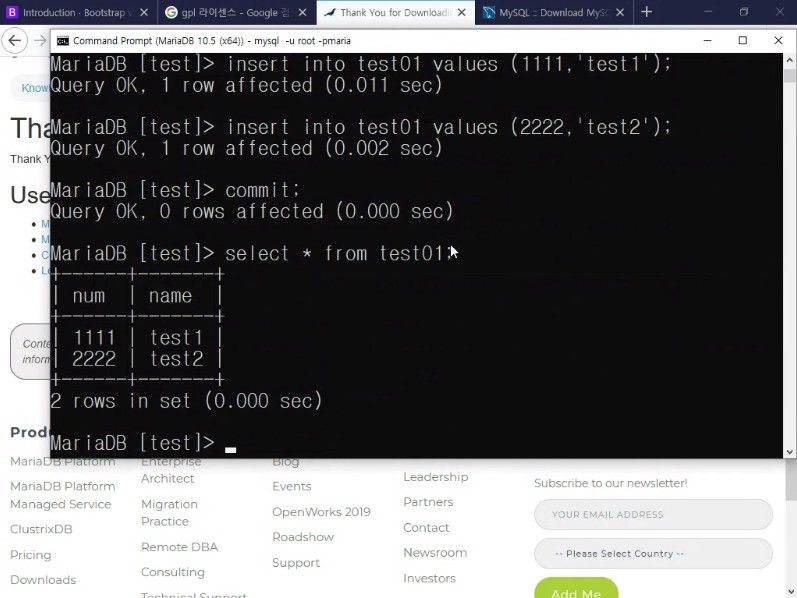 Introduction · Bootstrap v
gpl 라이센스 - Google 검
Thank You for Downloadi
MySQL :: Download MySC
Command Prompt (MariaDB 10.5 (x64)) - mysql -u root -pmaria
MariaDB [test]> insert into test01 values (1111,'test1');
Query OK, 1 row affected (0.011 sec)
MariaDB [test]> insert into test01 values (2222,'test2');
Query OK, 1 row affected (0.002 sec)
MariaDB [test]> commit;
Query OK, 0 rows affected (0.000 sec)
MariaDB [test]> select * from test01;
+------+-------+
| num | name |
+------+-------+
| 1111 | test1 |
| 2222 | test2 |
+------+-------+
2 rows in set (0.000 sec)
MariaDB [test]>
Know
Tha
Thank Y
Use
Conte
inform
Produ
MariaDB Platform
MariaDB Platform
Managed Service
ClustrixDB
Pricing
Downloads
Enterprise
Architect
Migration
Practice
Remote DBA
Consulting
Technical Support
Blog
Events
OpenWorks 2019
Roadshow
Support
Leadership
Partners
Contact
Newsroom
Investors
Subscribe to our newsletter!
YOUR EMAIL ADDRESS
-- Please Select Country --
Add Me